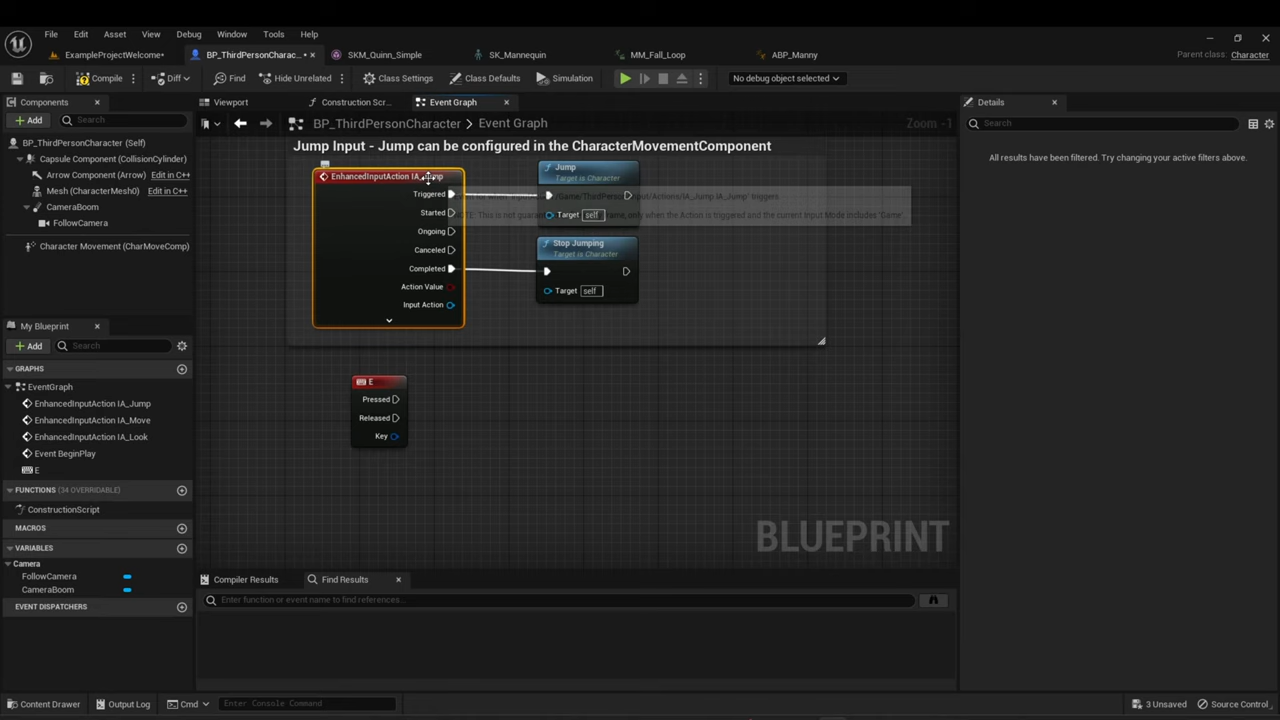 File Edit Asset View Debug Window Tools Help
ExampleProjectWelcome• BP_ThirdPersonCharac...• SKM_Quinn_Simple SK_Mannequin MM_Fall_Loop ABP_Manny Parent class: Character
Compile Diff Find Hide Unrelated Class Settings Class Defaults Simulation No debug object selected
Components Viewport Construction Scr... Event Graph Details
Add Search BP_ThirdPersonCharacter > Event Graph Zoom -1 Search
BP_ThirdPersonCharacter (Self) Jump Input - Jump can be configured in the CharacterMovementComponent All results have been filtered. Try changing your active filters above.
Capsule Component (CollisionCylinder)
Arrow Component (Arrow) Edit in C++
Mesh (CharacterMesh0) Edit in C++
CameraBoom
FollowCamera
Character Movement (CharMoveComp)
EnhancedInputAction IA_Jump
Triggered
Started
Ongoing
Canceled
Completed
Action Value
Input Action
Jump
Target is Character
Target self
Stop Jumping
Target is Character
Target self
E
Pressed
Released
Key
BLUEPRINT
My Blueprint
Add Search
GRAPHS
EventGraph
EnhancedInputAction IA_Jump
EnhancedInputAction IA_Move
EnhancedInputAction IA_Look
Event BeginPlay
E
FUNCTIONS (34 OVERRIDABLE)
ConstructionScript
MACROS
VARIABLES
Camera
FollowCamera
CameraBoom
EVENT DISPATCHERS
Compiler Results Find Results
Enter function or event name to find references...
Content Drawer Output Log Cmd Enter Console Command 3 Unsaved Source Control